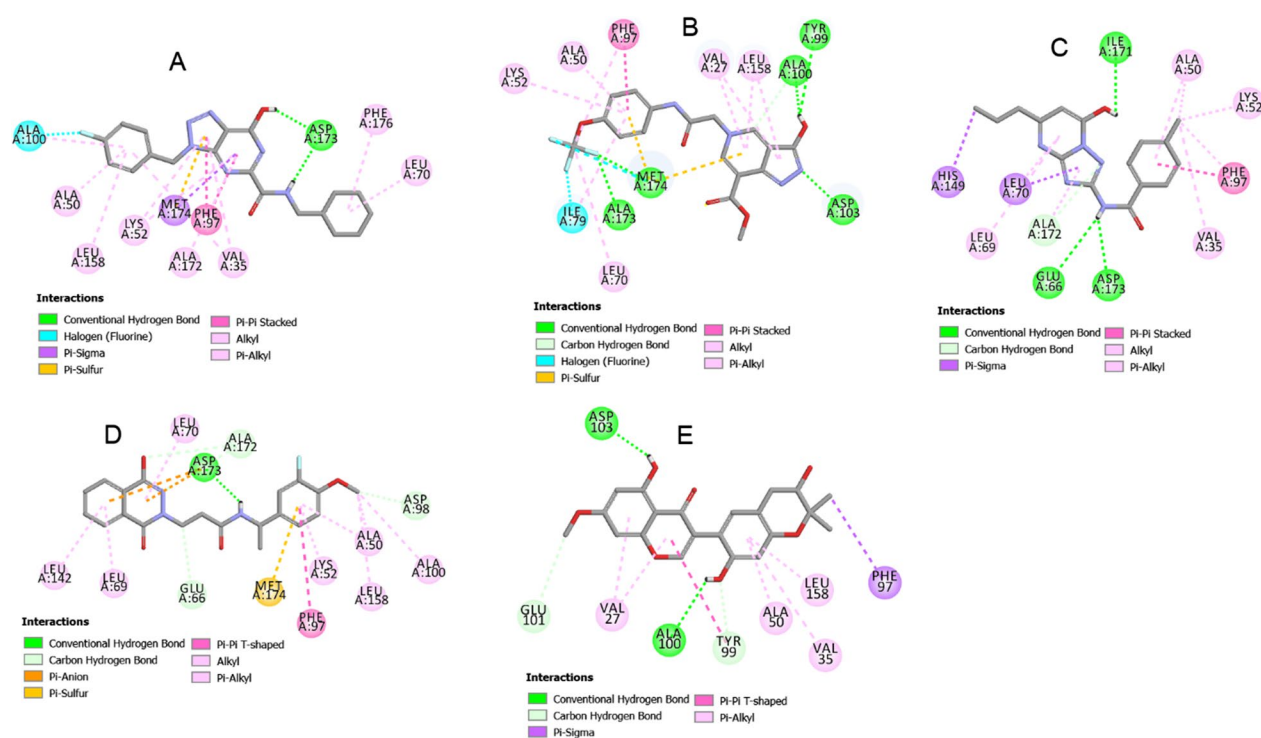 A
ALA
A:100
ASP
A:173
PHE
A:176
LEU
A:70
ALA
A:50
LYS
A:52
MET
A:174
PHE
A:97
LEU
A:158
ALA
A:172
VAL
A:35
Interactions
Conventional Hydrogen Bond
Halogen (Fluorine)
Pi-Sigma
Pi-Sulfur
Pi-Pi Stacked
Alkyl
Pi-Alkyl
B
PHE
A:97
TYR
A:99
ALA
A:50
LYS
A:52
VAL
A:27
LEU
A:158
ALA
A:100
MET
A:174
ILE
A:79
ALA
A:173
ASP
A:103
LEU
A:70
Interactions
Conventional Hydrogen Bond
Carbon Hydrogen Bond
Halogen (Fluorine)
Pi-Sulfur
Pi-Pi Stacked
Alkyl
Pi-Alkyl
C
ILE
A:171
ALA
A:50
LYS
A:52
HIS
A:149
LEU
A:70
PHE
A:97
LEU
A:69
ALA
A:172
VAL
A:35
GLU
A:66
ASP
A:173
Interactions
Conventional Hydrogen Bond
Carbon Hydrogen Bond
Pi-Sigma
Pi-Pi Stacked
Alkyl
Pi-Alkyl
D
LEU
A:70
ALA
A:172
ASP
A:173
ASP
A:98
ALA
A:50
LEU
A:142
LEU
A:69
GLU
A:66
MET
A:174
LYS
A:52
LEU
A:158
ALA
A:100
PHE
A:97
Interactions
Conventional Hydrogen Bond
Carbon Hydrogen Bond
Pi-Anion
Pi-Sulfur
Pi-Pi T-shaped
Alkyl
Pi-Alkyl
E
ASP
103
GLU
101
VAL
27
ALA
100
TYR
99
ALA
50
LEU
158
VAL
35
PHE
97
Interactions
Conventional Hydrogen Bond
Carbon Hydrogen Bond
Pi-Sigma
Pi-Pi T-shaped
Pi-Alkyl